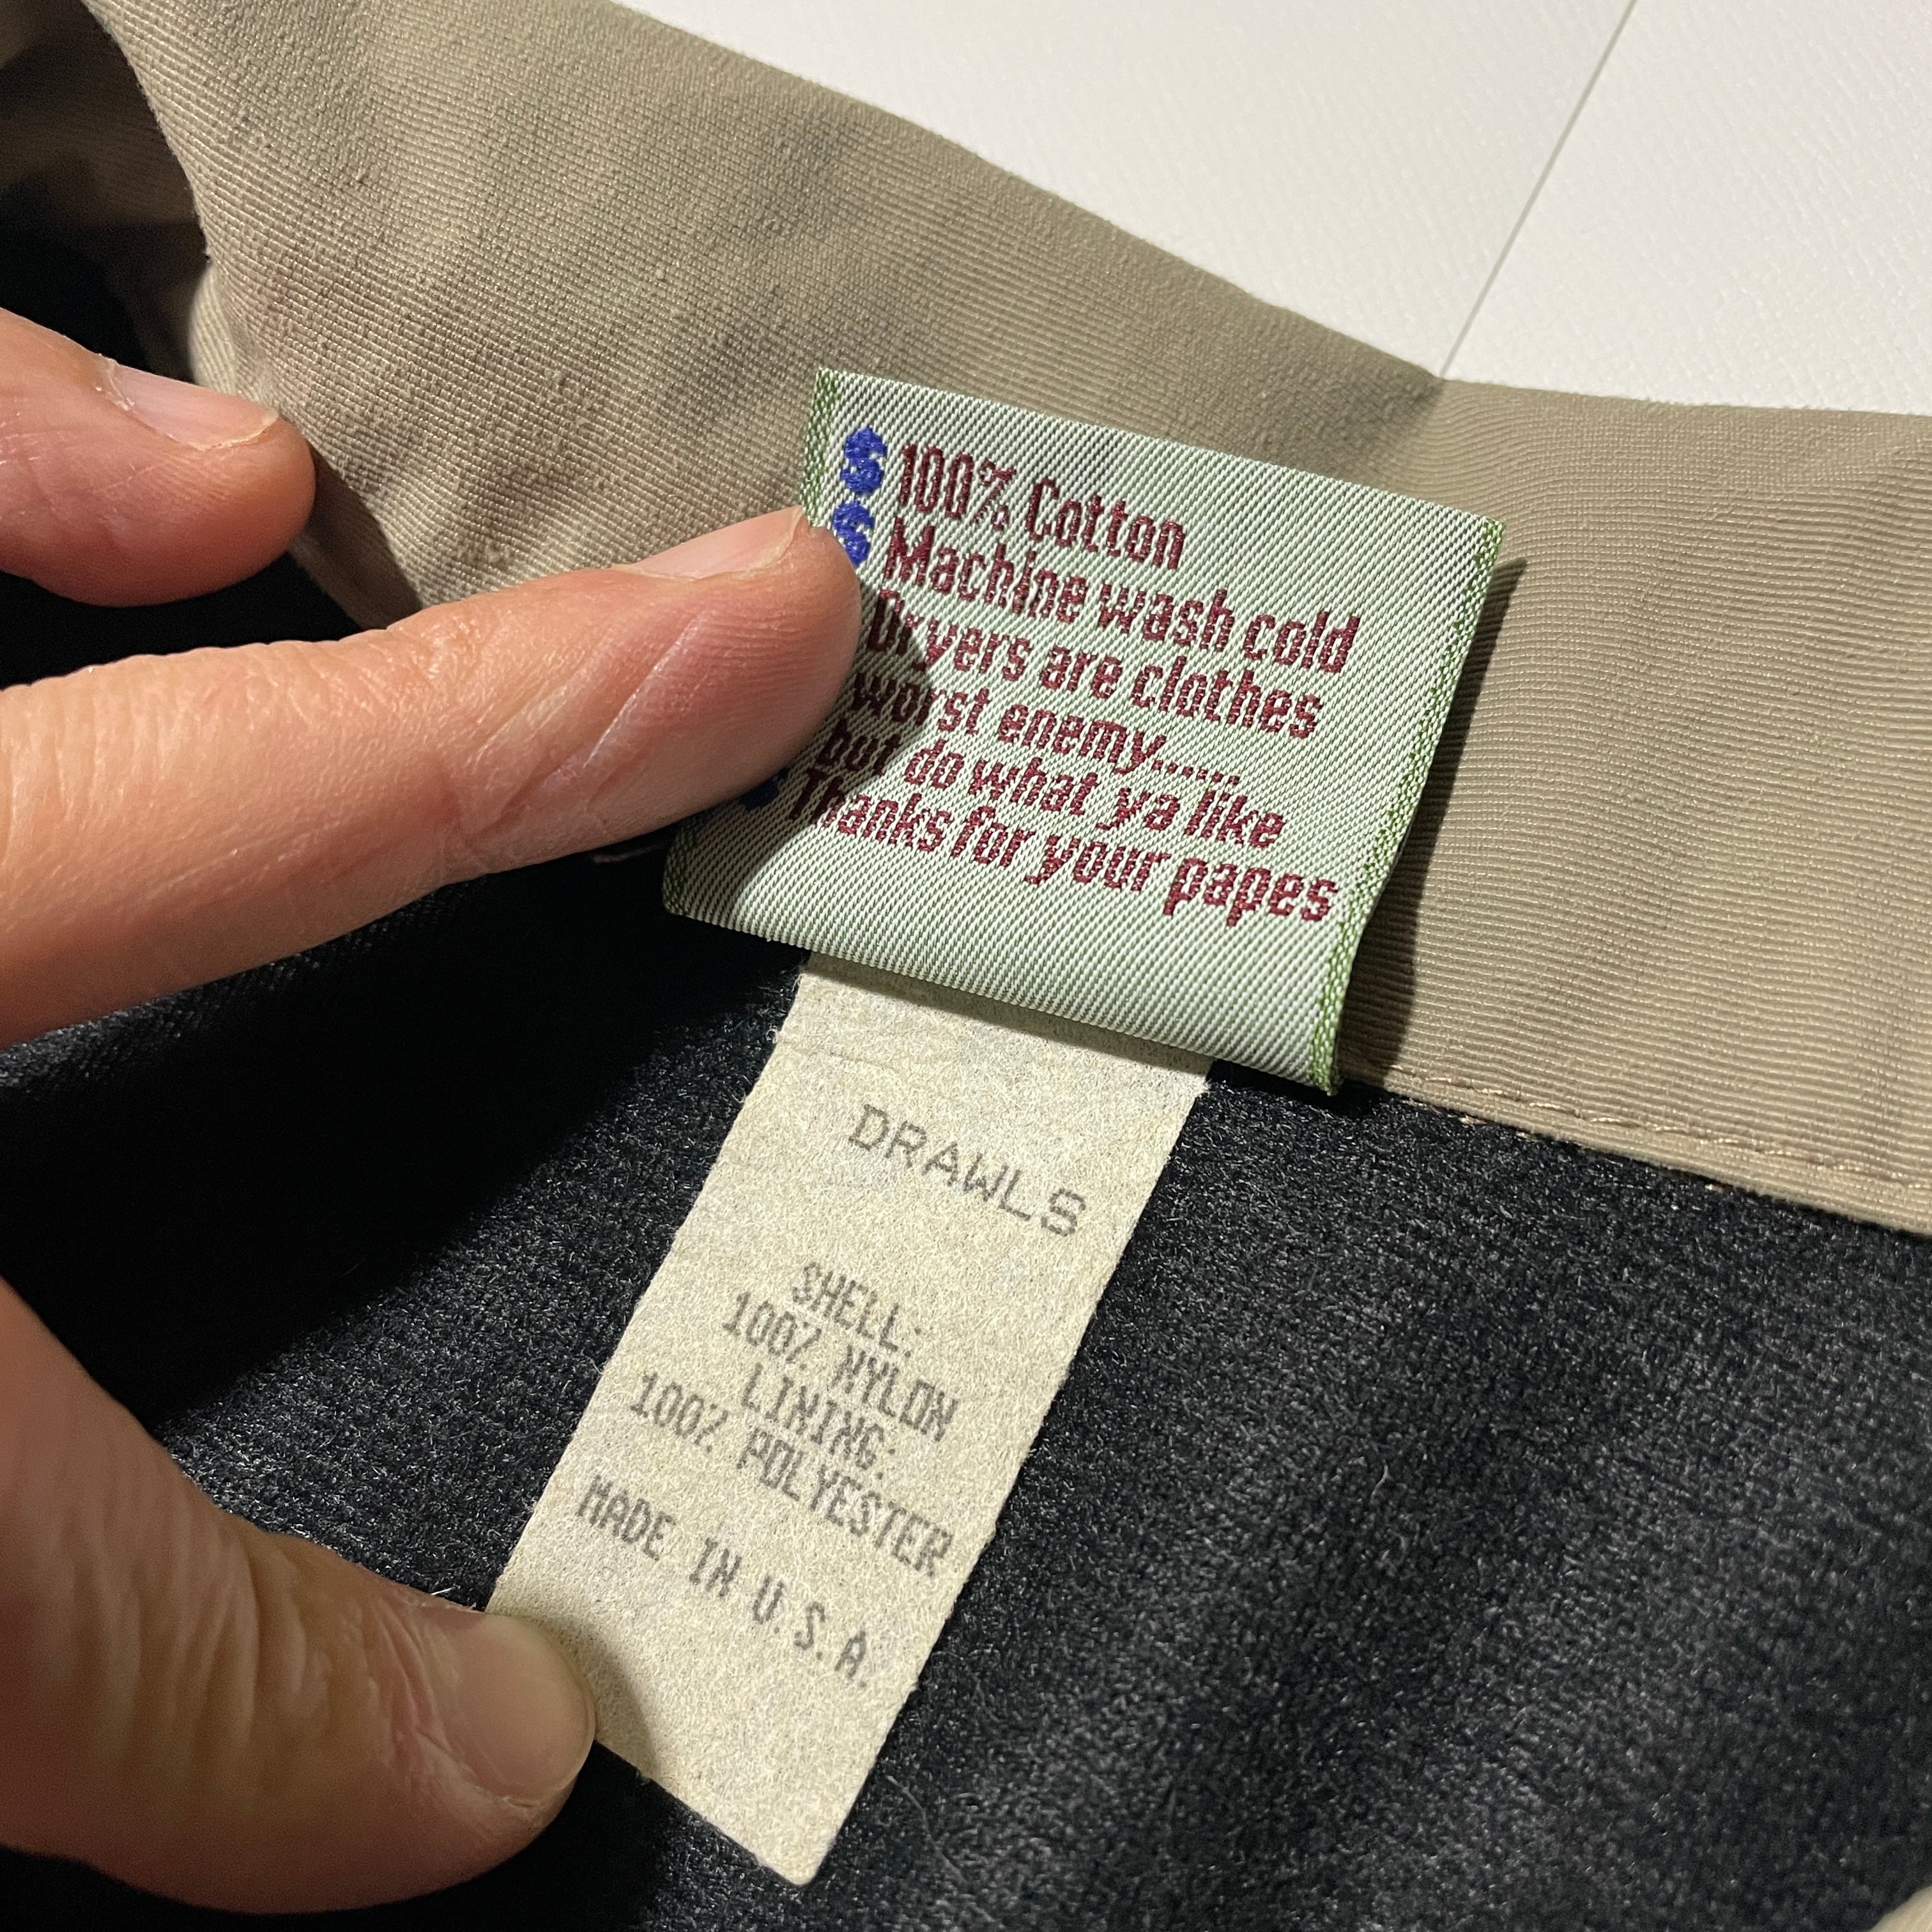 $ 100% Cotton
$ Machine wash cold
Dryers are clothes
worst enemy......
but do what ya like
Thanks for your papes
DRAWLS
SHELL:
100% NYLON
LINING:
100% POLYESTER
MADE IN U.S.A.